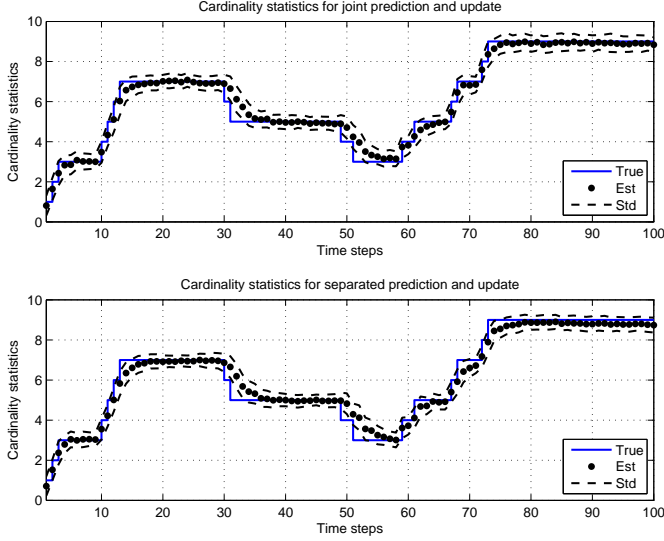 Cardinality statistics for joint prediction and update
10
8
6
4
2
0
Cardinality statistics
10 20 30 40 50 60 70 80 90 100
Time steps
True
Est
Std
Cardinality statistics for separated prediction and update
10
8
6
4
2
0
Cardinality statistics
10 20 30 40 50 60 70 80 90 100
Time steps
True
Est
Std